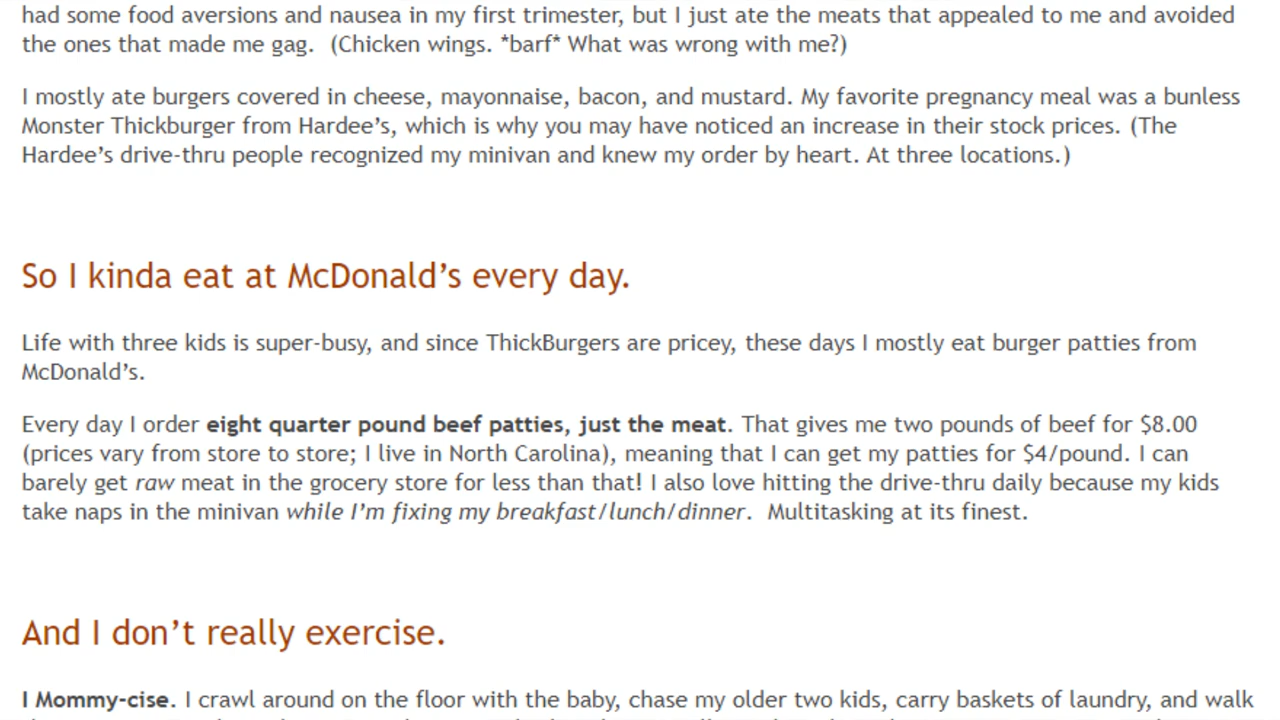 had some food aversions and nausea in my first trimester, but I just ate the meats that appealed to me and avoided
the ones that made me gag.  (Chicken wings. *barf* What was wrong with me?)
I mostly ate burgers covered in cheese, mayonnaise, bacon, and mustard. My favorite pregnancy meal was a bunless
Monster Thickburger from Hardee’s, which is why you may have noticed an increase in their stock prices. (The
Hardee’s drive-thru people recognized my minivan and knew my order by heart. At three locations.)
So I kinda eat at McDonald’s every day.
Life with three kids is super-busy, and since ThickBurgers are pricey, these days I mostly eat burger patties from
McDonald’s.
Every day I order eight quarter pound beef patties, just the meat. That gives me two pounds of beef for $8.00
(prices vary from store to store; I live in North Carolina), meaning that I can get my patties for $4/pound. I can
barely get raw meat in the grocery store for less than that! I also love hitting the drive-thru daily because my kids
take naps in the minivan while I’m fixing my breakfast/lunch/dinner.  Multitasking at its finest.
And I don’t really exercise.
I Mommy-cise. I crawl around on the floor with the baby, chase my older two kids, carry baskets of laundry, and walk